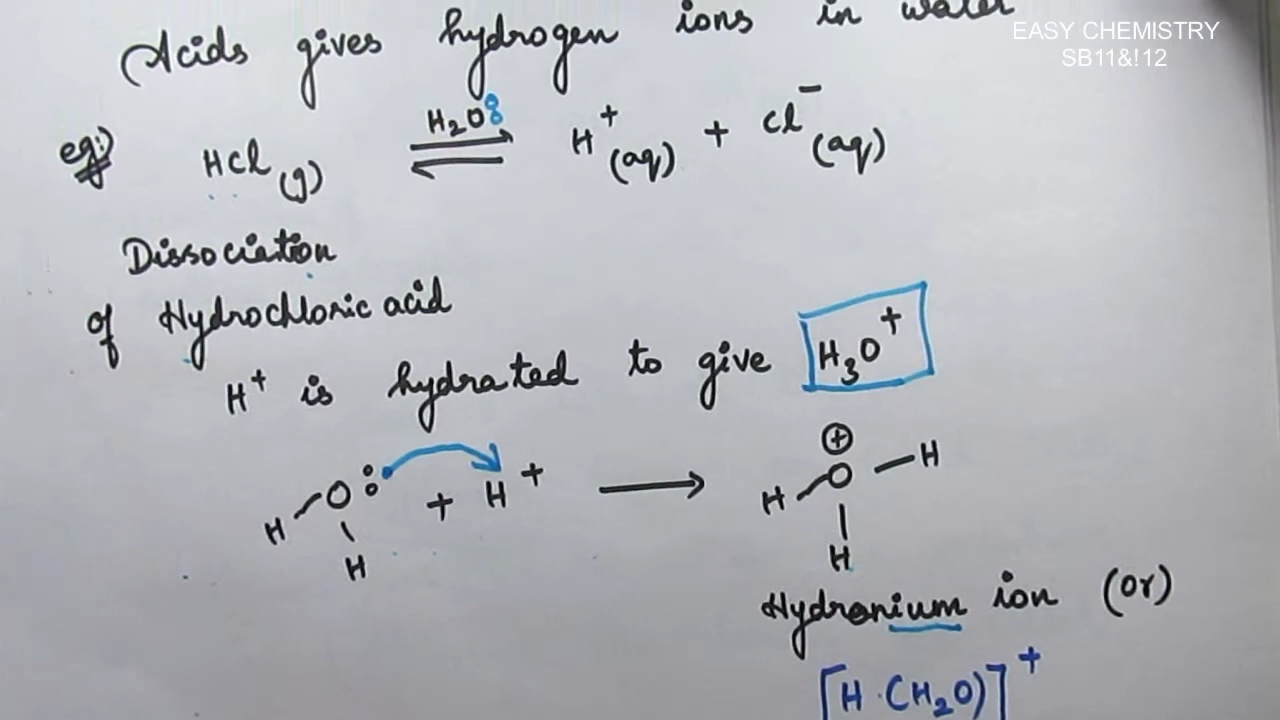 Acids gives hydrogen ions in water
EASY CHEMISTRY
SB11&!12
eg:) HCl (g) ⇌ H2O: H+ (aq) + Cl− (aq)
Dissociation
of Hydrochloric acid
H+ is hydrated to give H3O+
H–O: + H+ → H–O⊕–H
H H
Hydronium ion (or)
[H.(H2O)]+